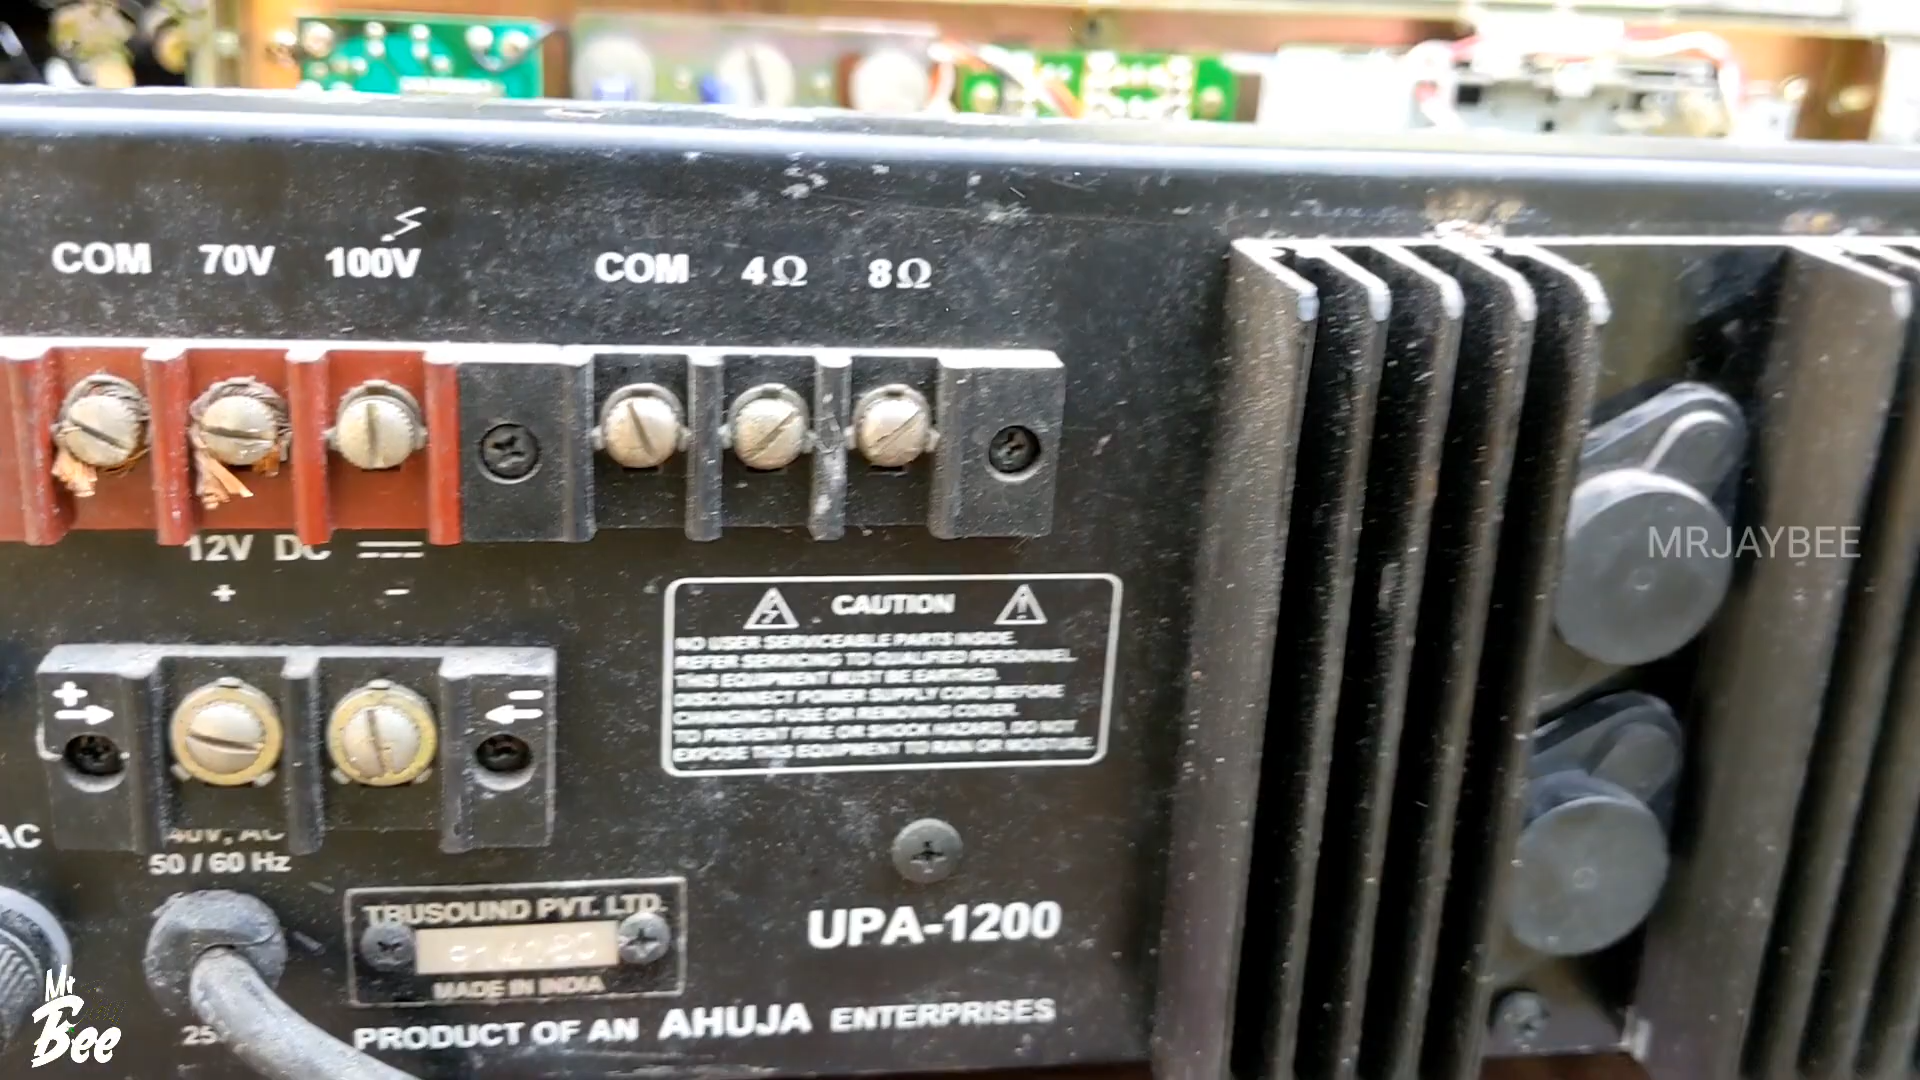 COM 70V 100V
COM 4Ω 8Ω
12V DC
+ −
CAUTION
NO USER SERVICEABLE PARTS INSIDE.
REFER SERVICING TO QUALIFIED PERSONNEL.
THIS EQUIPMENT MUST BE EARTHED.
DISCONNECT POWER SUPPLY CORD BEFORE
CHANGING FUSE OR REMOVING COVER.
TO PREVENT FIRE OR SHOCK HAZARD, DO NOT
EXPOSE THIS EQUIPMENT TO RAIN OR MOISTURE
MRJAYBEE
AC
50 / 60 Hz
TRUSOUND PVT. LTD.
MADE IN INDIA
UPA-1200
PRODUCT OF AN AHUJA ENTERPRISES
Mr
Bee